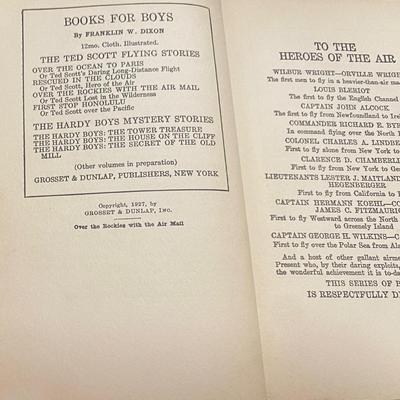 BOOKS FOR BOYS
By FRANKLIN W. DIXON
12mo. Cloth. Illustrated.
THE TED SCOTT FLYING STORIES
OVER THE OCEAN TO PARIS
Or Ted Scott's Daring Long-Distance Flight
RESCUED IN THE CLOUDS
Or Ted Scott, Hero of the Air
OVER THE ROCKIES WITH THE AIR MAIL
Or Ted Scott Lost in the Wilderness
FIRST STOP HONOLULU
Or Ted Scott over the Pacific
THE HARDY BOYS MYSTERY STORIES
THE HARDY BOYS: THE TOWER TREASURE
THE HARDY BOYS: THE HOUSE ON THE CLIFF
THE HARDY BOYS: THE SECRET OF THE OLD
MILL
(Other volumes in preparation)
GROSSET & DUNLAP, PUBLISHERS, NEW YORK
Copyright, 1927, by
GROSSET & DUNLAP, INC.
Over the Rockies with the Air Mail
TO THE
HEROES OF THE AIR
WILBUR WRIGHT—ORVILLE WRIGHT
The first men to fly in a heavier-than-air mac
LOUIS BLERIOT
The first to fly the English Channel
CAPTAIN JOHN ALCOCK
The first to fly from Newfoundland to Irel
COMMANDER RICHARD E. BYR
In command flying over the North P
COLONEL CHARLES A. LINDBE
First to fly alone from New York to
CLARENCE D. CHAMBERLI
First to fly from New York to Ge
LIEUTENANTS LESTER J. MAITLAND
HEGENBERGER
First to fly from California to H
CAPTAIN HERMANN KOEHL—CO
JAMES C. FITZMAURIC
First to fly Westward across the North
to Greenely Island
CAPTAIN GEORGE H. WILKINS—C
First to fly over the Polar Sea from Alas
And a host of other gallant airme
Present who, by their daring exploits,
the wonderful achievement it is to-da
THIS SERIES OF B
IS RESPECTFULLY D